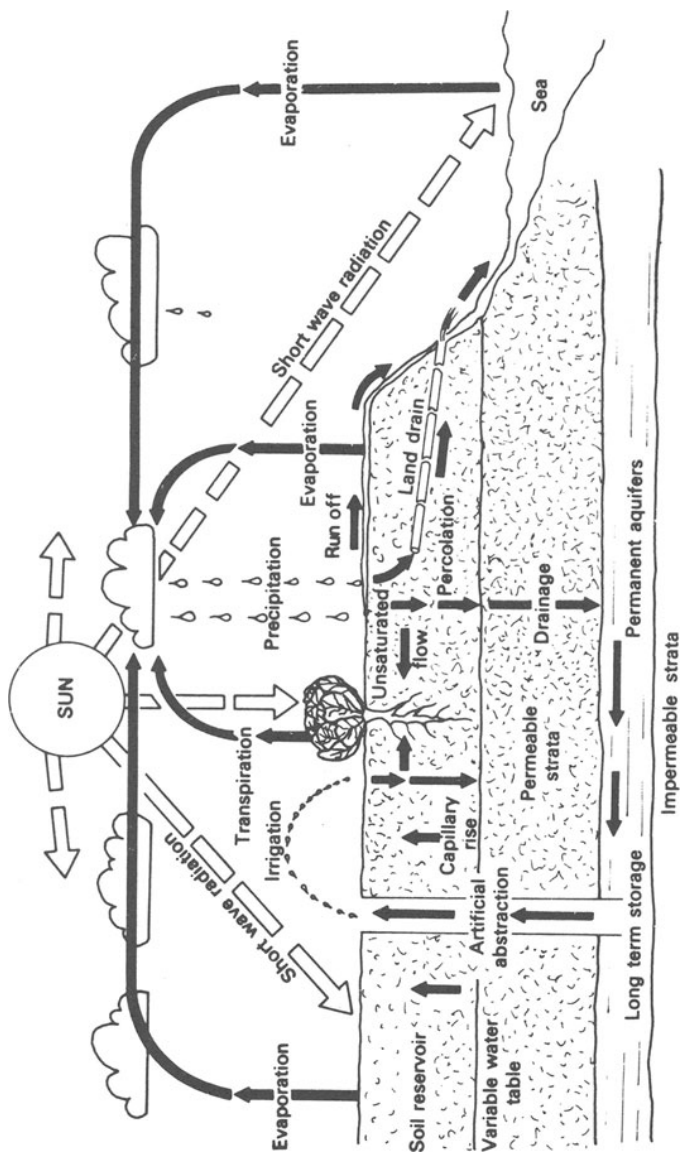 SUN
Evaporation
Short wave radiation
Transpiration
Irrigation
Precipitation
Evaporation
Short wave radiation
Evaporation
Run off
Sea
Soil reservoir
Variable water
table
Artificial
abstraction
Capillary
rise
Unsaturated
flow
Percolation
Land drain
Permeable
strata
Drainage
Long term storage
Permanent aquifers
Impermeable strata